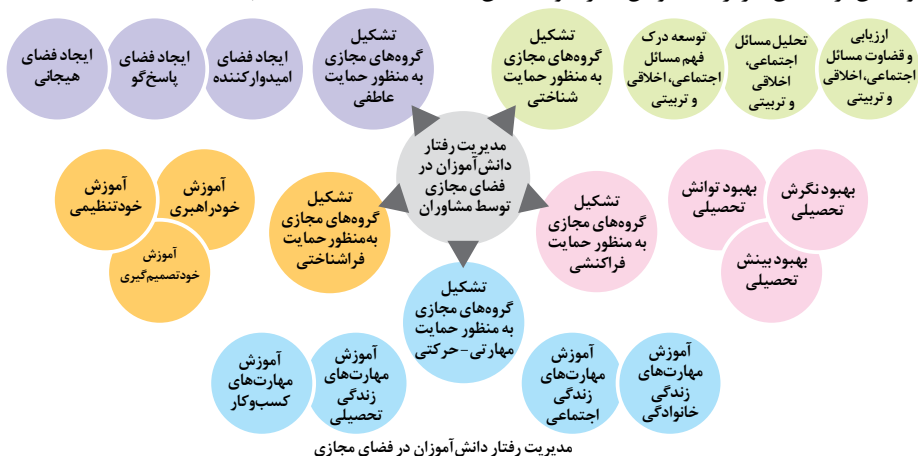 ارزیابی
و قضاوت مسائل
اجتماعی، اخلاقی
و تربیتی
تحلیل مسائل
اجتماعی،
اخلاقی
و تربیتی
توسعه درک
فهم مسائل
اجتماعی، اخلاقی
و تربیتی
تشکیل
گروه‌های مجازی
به منظور حمایت
شناختی
تشکیل
گروه‌های مجازی
به منظور حمایت
عاطفی
ایجاد فضای
امیدوارکننده
ایجاد فضای
پاسخ‌گو
ایجاد فضای
هیجانی
مدیریت رفتار
دانش‌آموزان در
فضای مجازی
توسط مشاوران
بهبود نگرش
تحصیلی
بهبود توانش
تحصیلی
بهبود بینش
تحصیلی
تشکیل
گروه‌های مجازی
به منظور حمایت
فراکنشی
تشکیل
گروه‌های مجازی
به‌منظور حمایت
فراشناختی
آموزش
خودراهبری
آموزش
خودتنظیمی
آموزش
خودتصمیم‌گیری
تشکیل
گروه‌های مجازی
به منظور حمایت
مهارتی-حرکتی
آموزش
مهارت‌های
زندگی
خانوادگی
آموزش
مهارت‌های
زندگی
اجتماعی
آموزش
مهارت‌های
زندگی
تحصیلی
آموزش
مهارت‌های
کسب‌وکار
مدیریت رفتار دانش‌آموزان در فضای مجازی